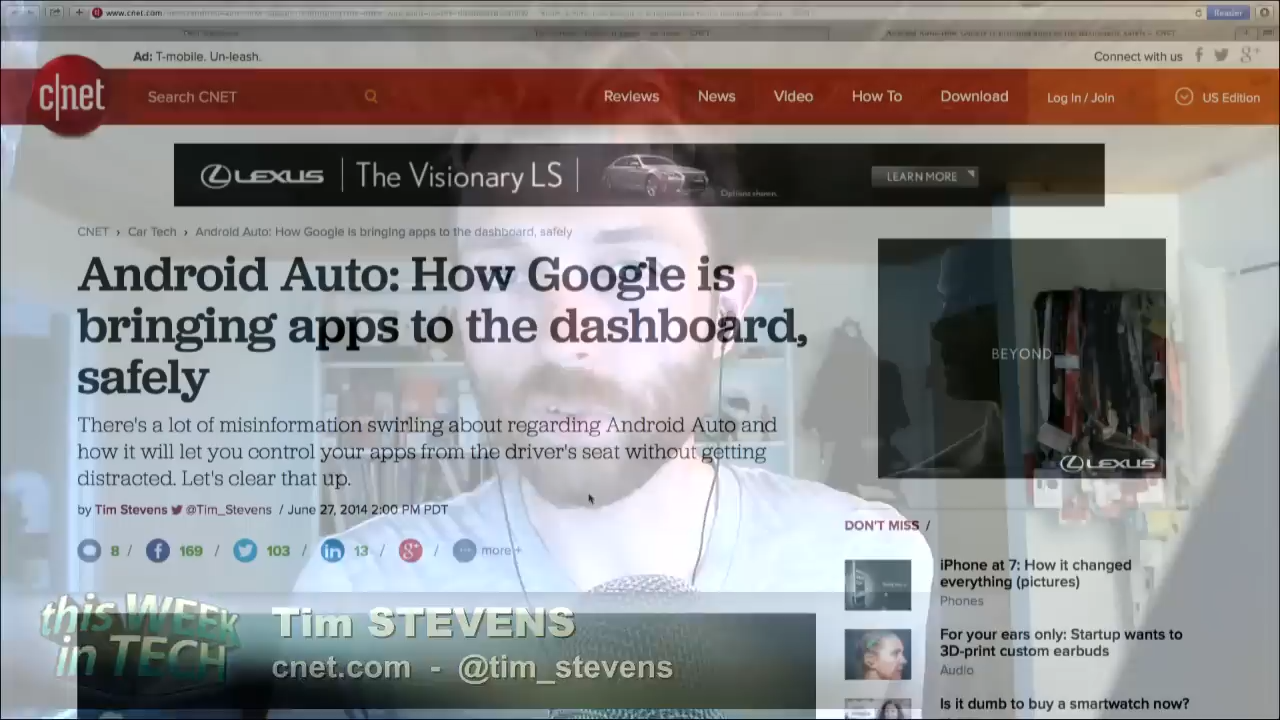 www.cnet.com
Reader
Ad: T-mobile. Un-leash.
Connect with us
c|net
Search CNET
Reviews
News
Video
How To
Download
Log In / Join
US Edition
LEXUS
The Visionary LS
Options shown.
LEARN MORE
CNET › Car Tech › Android Auto: How Google is bringing apps to the dashboard, safely
Android Auto: How Google is
bringing apps to the dashboard,
safely
There's a lot of misinformation swirling about regarding Android Auto and
how it will let you control your apps from the driver's seat without getting
distracted. Let's clear that up.
by Tim Stevens @Tim_Stevens / June 27, 2014 2:00 PM PDT
8 / 169 / 103 / 13 / / more +
BEYOND
LEXUS
DON'T MISS /
iPhone at 7: How it changed
everything (pictures)
Phones
For your ears only: Startup wants to
3D-print custom earbuds
Audio
Is it dumb to buy a smartwatch now?
this WEEK
in TECH
Tim STEVENS
cnet.com - @tim_stevens